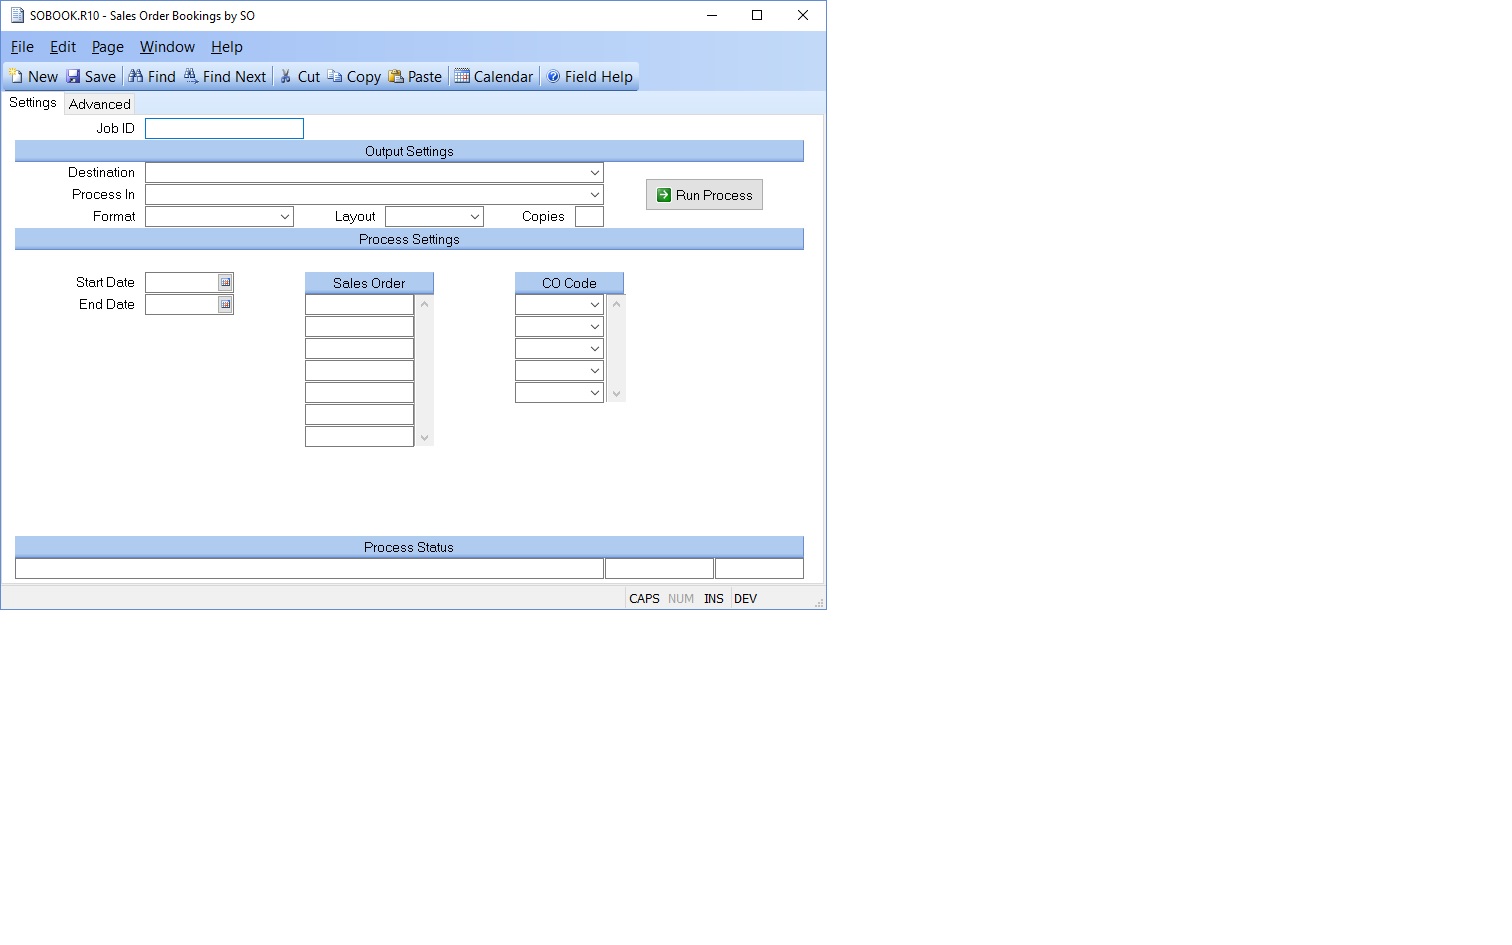 SOBOOK.R10 - Sales Order Bookings by SO
File Edit Page Window Help
New Save Find Find Next Cut Copy Paste Calendar Field Help
Settings Advanced
Job ID
Output Settings
Destination
Process In
Run Process
Format Layout Copies
Process Settings
Start Date Sales Order CO Code
End Date
Process Status
CAPS NUM INS DEV